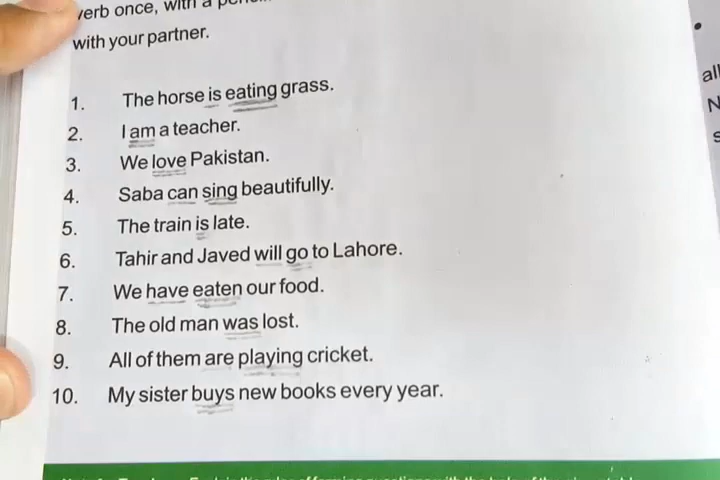 verb once, with a
with your partner.
1. The horse is eating grass.
2. I am a teacher.
3. We love Pakistan.
4. Saba can sing beautifully.
5. The train is late.
6. Tahir and Javed will go to Lahore.
7. We have eaten our food.
8. The old man was lost.
9. All of them are playing cricket.
10. My sister buys new books every year.